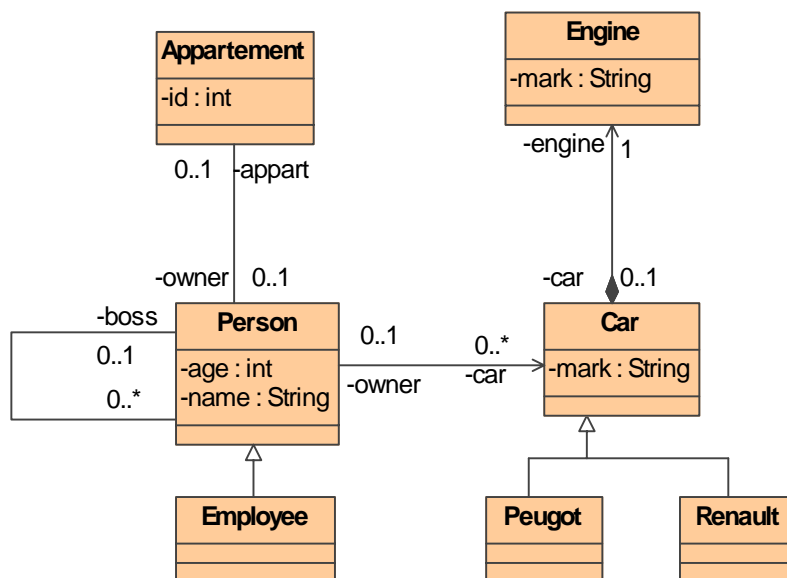 Appartement
-id : int
0..1
-appart
-owner
0..1
Engine
-mark : String
-engine
1
-car
0..1
Person
-age : int
-name : String
-boss
0..1
0..*
0..1
-owner
0..*
-car
Car
-mark : String
Employee
Peugot
Renault